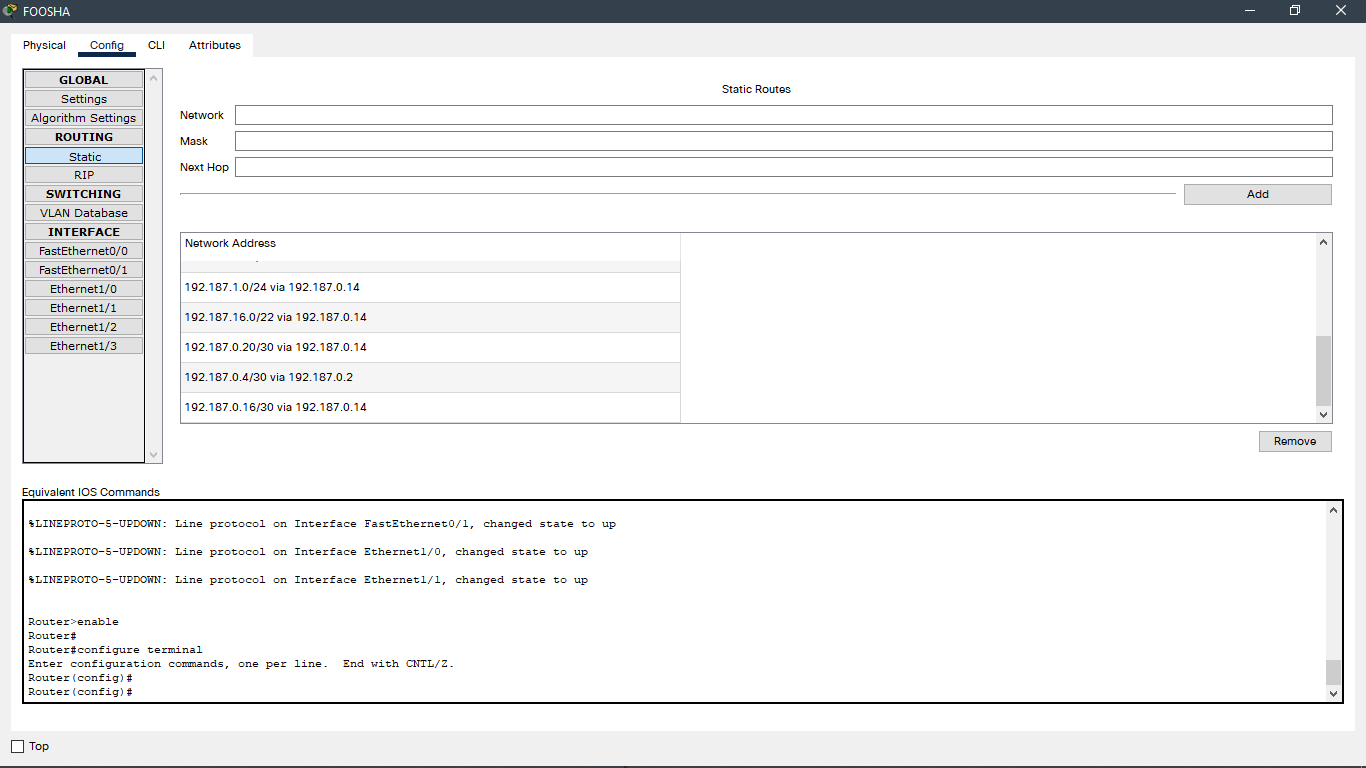 FOOSHA
Physical Config CLI Attributes
GLOBAL
Settings
Algorithm Settings
ROUTING
Static
RIP
SWITCHING
VLAN Database
INTERFACE
FastEthernet0/0
FastEthernet0/1
Ethernet1/0
Ethernet1/1
Ethernet1/2
Ethernet1/3
Static Routes
Network
Mask
Next Hop
Add
Network Address
192.187.1.0/24 via 192.187.0.14
192.187.16.0/22 via 192.187.0.14
192.187.0.20/30 via 192.187.0.14
192.187.0.4/30 via 192.187.0.2
192.187.0.16/30 via 192.187.0.14
Remove
Equivalent IOS Commands
%LINEPROTO-5-UPDOWN: Line protocol on Interface FastEthernet0/1, changed state to up
%LINEPROTO-5-UPDOWN: Line protocol on Interface Ethernet1/0, changed state to up
%LINEPROTO-5-UPDOWN: Line protocol on Interface Ethernet1/1, changed state to up
Router>enable
Router#
Router#configure terminal
Enter configuration commands, one per line.  End with CNTL/Z.
Router(config)#
Router(config)#
Top